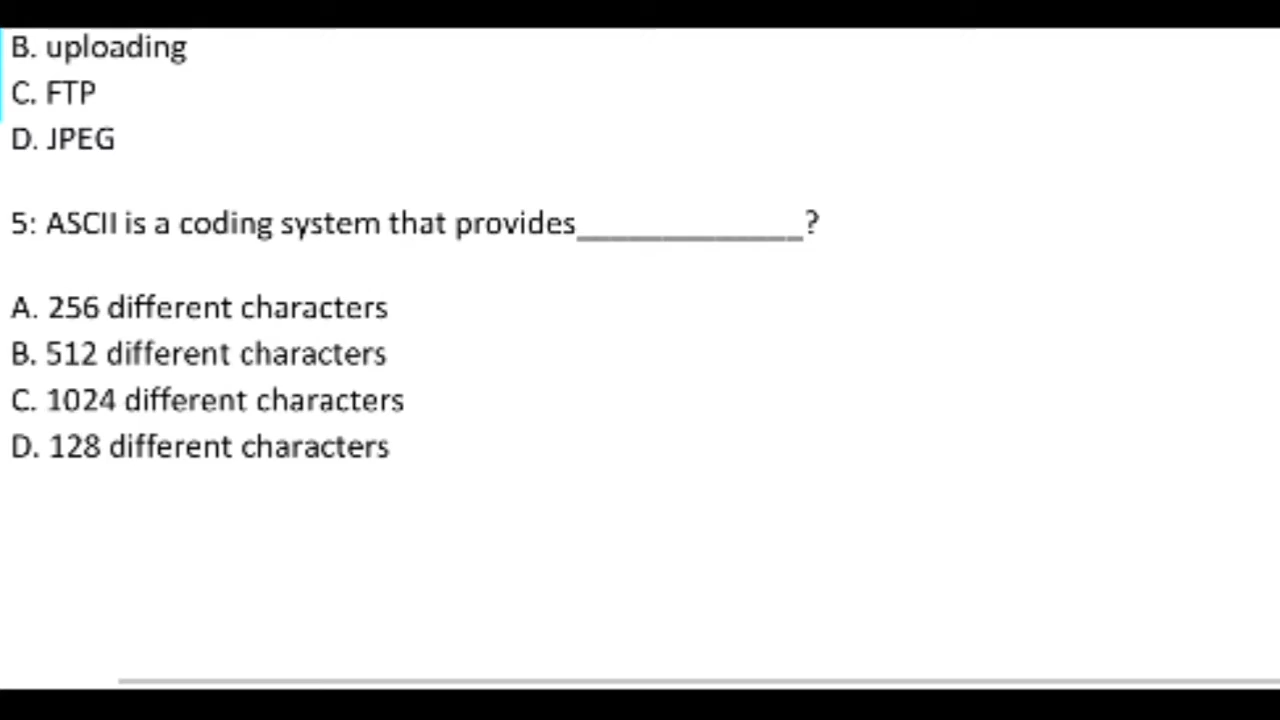 B. uploading
C. FTP
D. JPEG
5: ASCII is a coding system that provides_____________?
A. 256 different characters
B. 512 different characters
C. 1024 different characters
D. 128 different characters